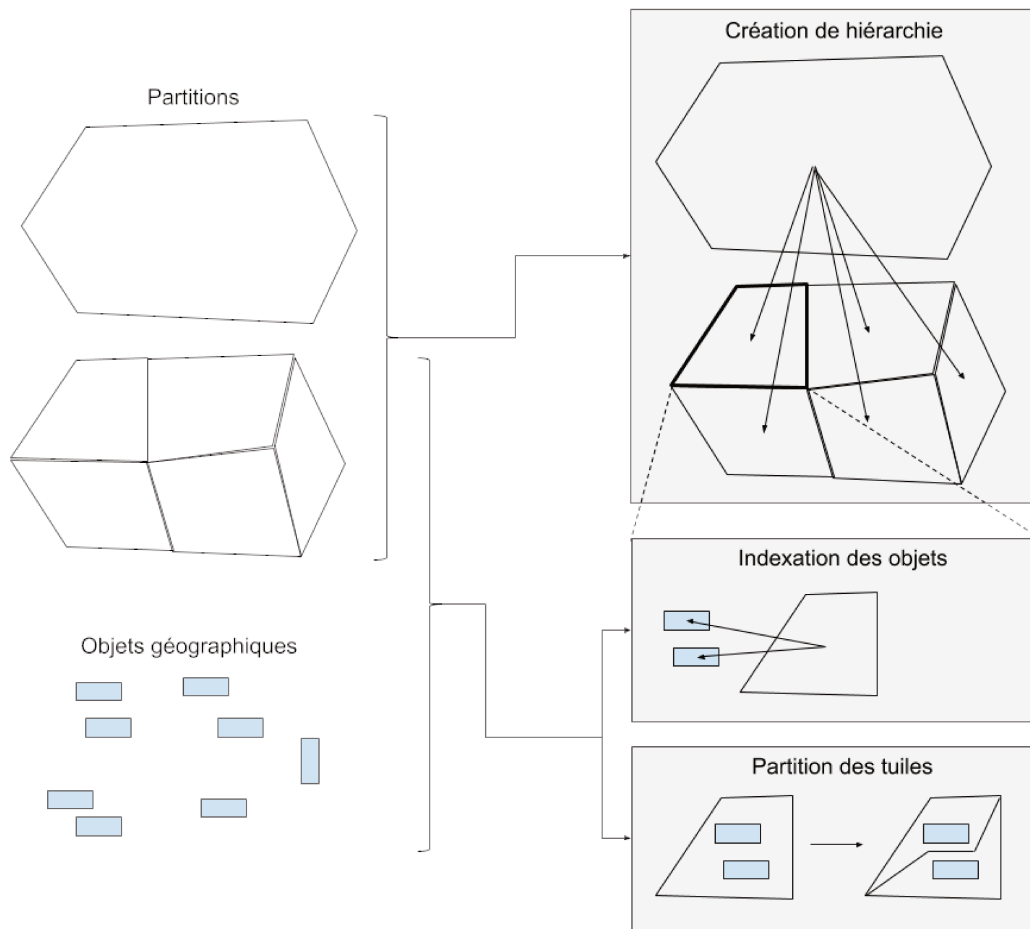 Création de hiérarchie
Partitions
Indexation des objets
Objets géographiques
Partition des tuiles